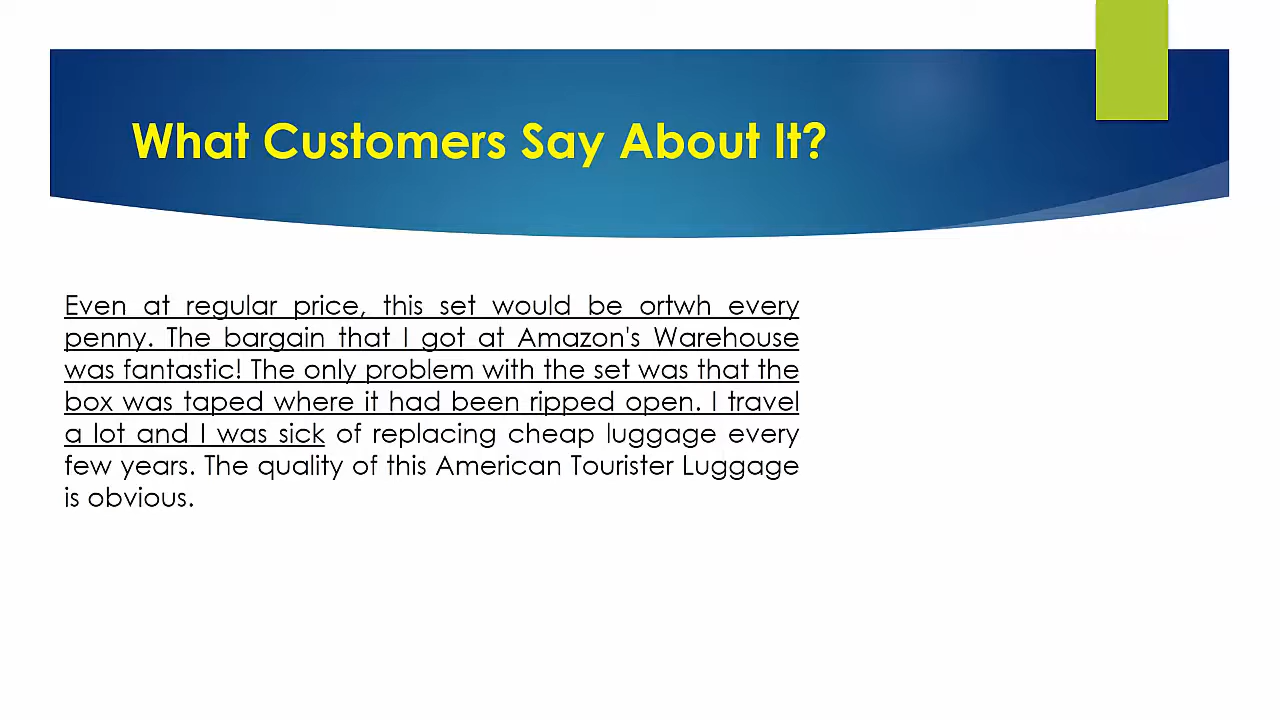 What Customers Say About It?
Even at regular price, this set would be ortwh every
penny. The bargain that I got at Amazon's Warehouse
was fantastic! The only problem with the set was that the
box was taped where it had been ripped open. I travel
a lot and I was sick of replacing cheap luggage every
few years. The quality of this American Tourister Luggage
is obvious.